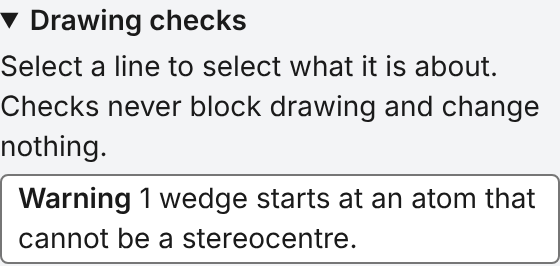 ▼ Drawing checks
Select a line to select what it is about.
Checks never block drawing and change
nothing.
Warning 1 wedge starts at an atom that
cannot be a stereocentre.